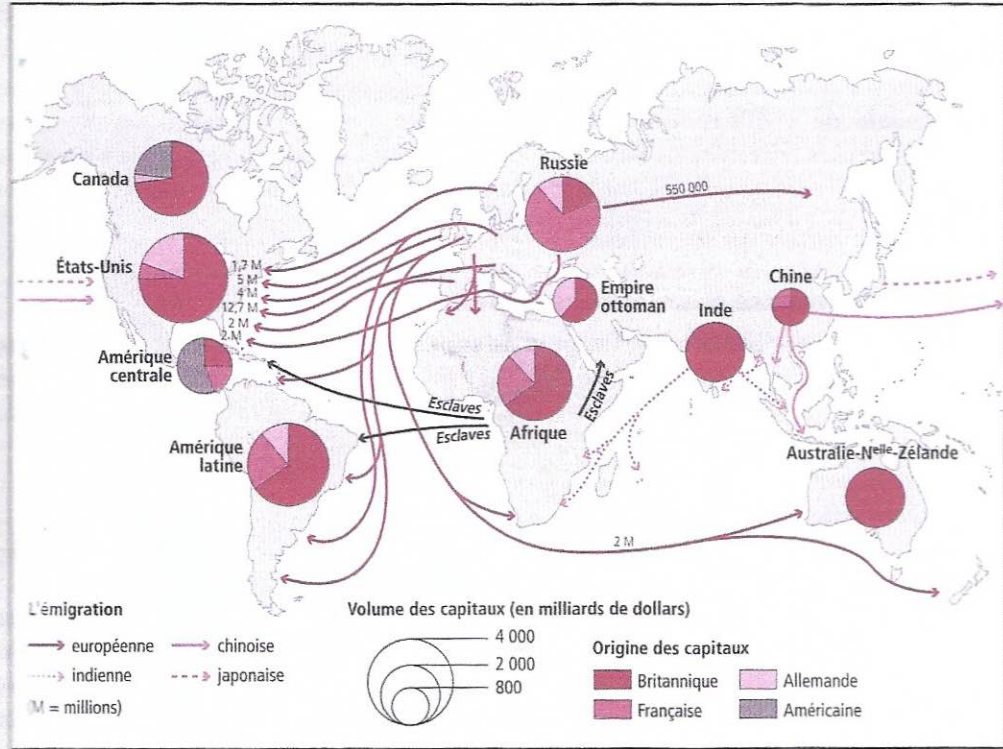 Canada
États-Unis
Amérique
centrale
Amérique
latine
Russie
Empire
ottoman
Chine
Inde
Afrique
Australie-Nelle-Zélande
550 000
1,7 M
5 M
4 M
12,7 M
2 M
2 M
Esclaves
Esclaves
Esclaves
2 M
L'émigration
européenne
chinoise
indienne
japonaise
(M = millions)
Volume des capitaux (en milliards de dollars)
4 000
2 000
800
Origine des capitaux
Britannique
Allemande
Française
Américaine